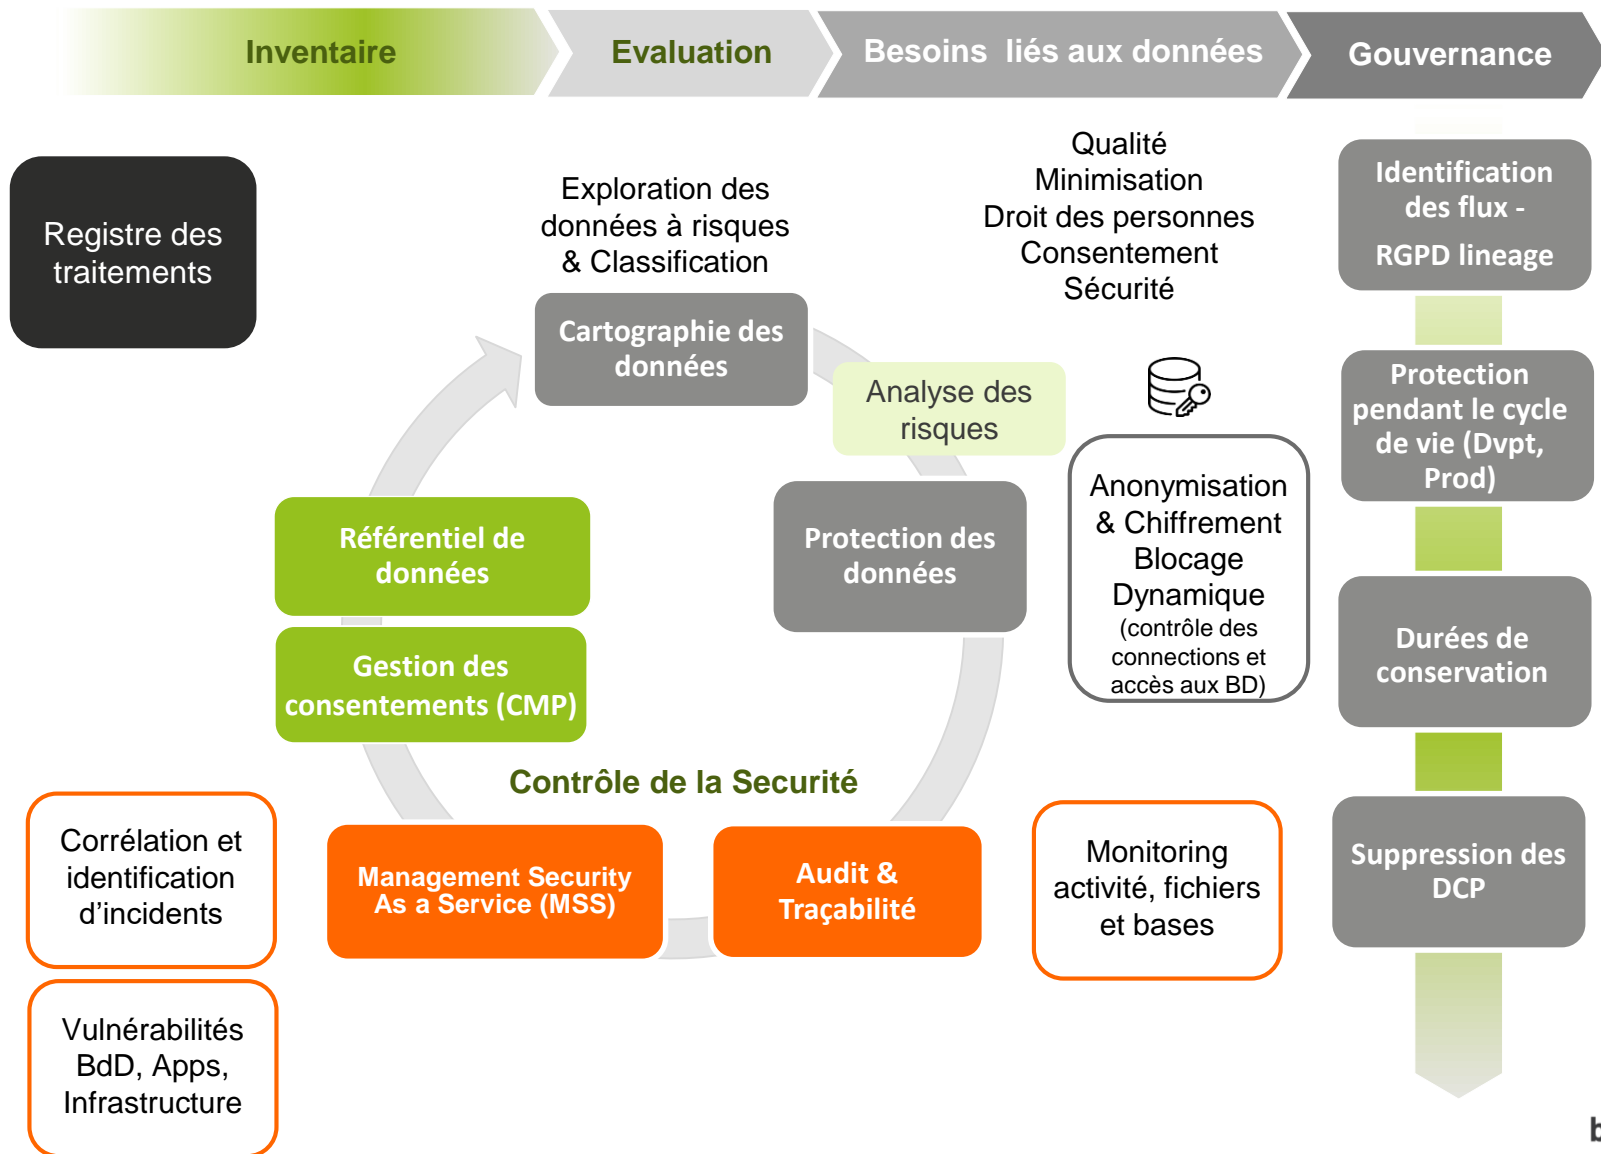 Inventaire
Evaluation
Besoins liés aux données
Gouvernance
Registre des
traitements
Exploration des
données à risques
& Classification
Qualité
Minimisation
Droit des personnes
Consentement
Sécurité
Identification
des flux -
RGPD lineage
Cartographie des
données
Analyse des
risques
Protection
pendant le cycle
de vie (Dvpt,
Prod)
Référentiel de
données
Protection des
données
Anonymisation
& Chiffrement
Blocage
Dynamique
(contrôle des
connections et
accès aux BD)
Gestion des
consentements (CMP)
Durées de
conservation
Contrôle de la Securité
Corrélation et
identification
d’incidents
Management Security
As a Service (MSS)
Audit &
Traçabilité
Monitoring
activité, fichiers
et bases
Suppression des
DCP
Vulnérabilités
BdD, Apps,
Infrastructure
b